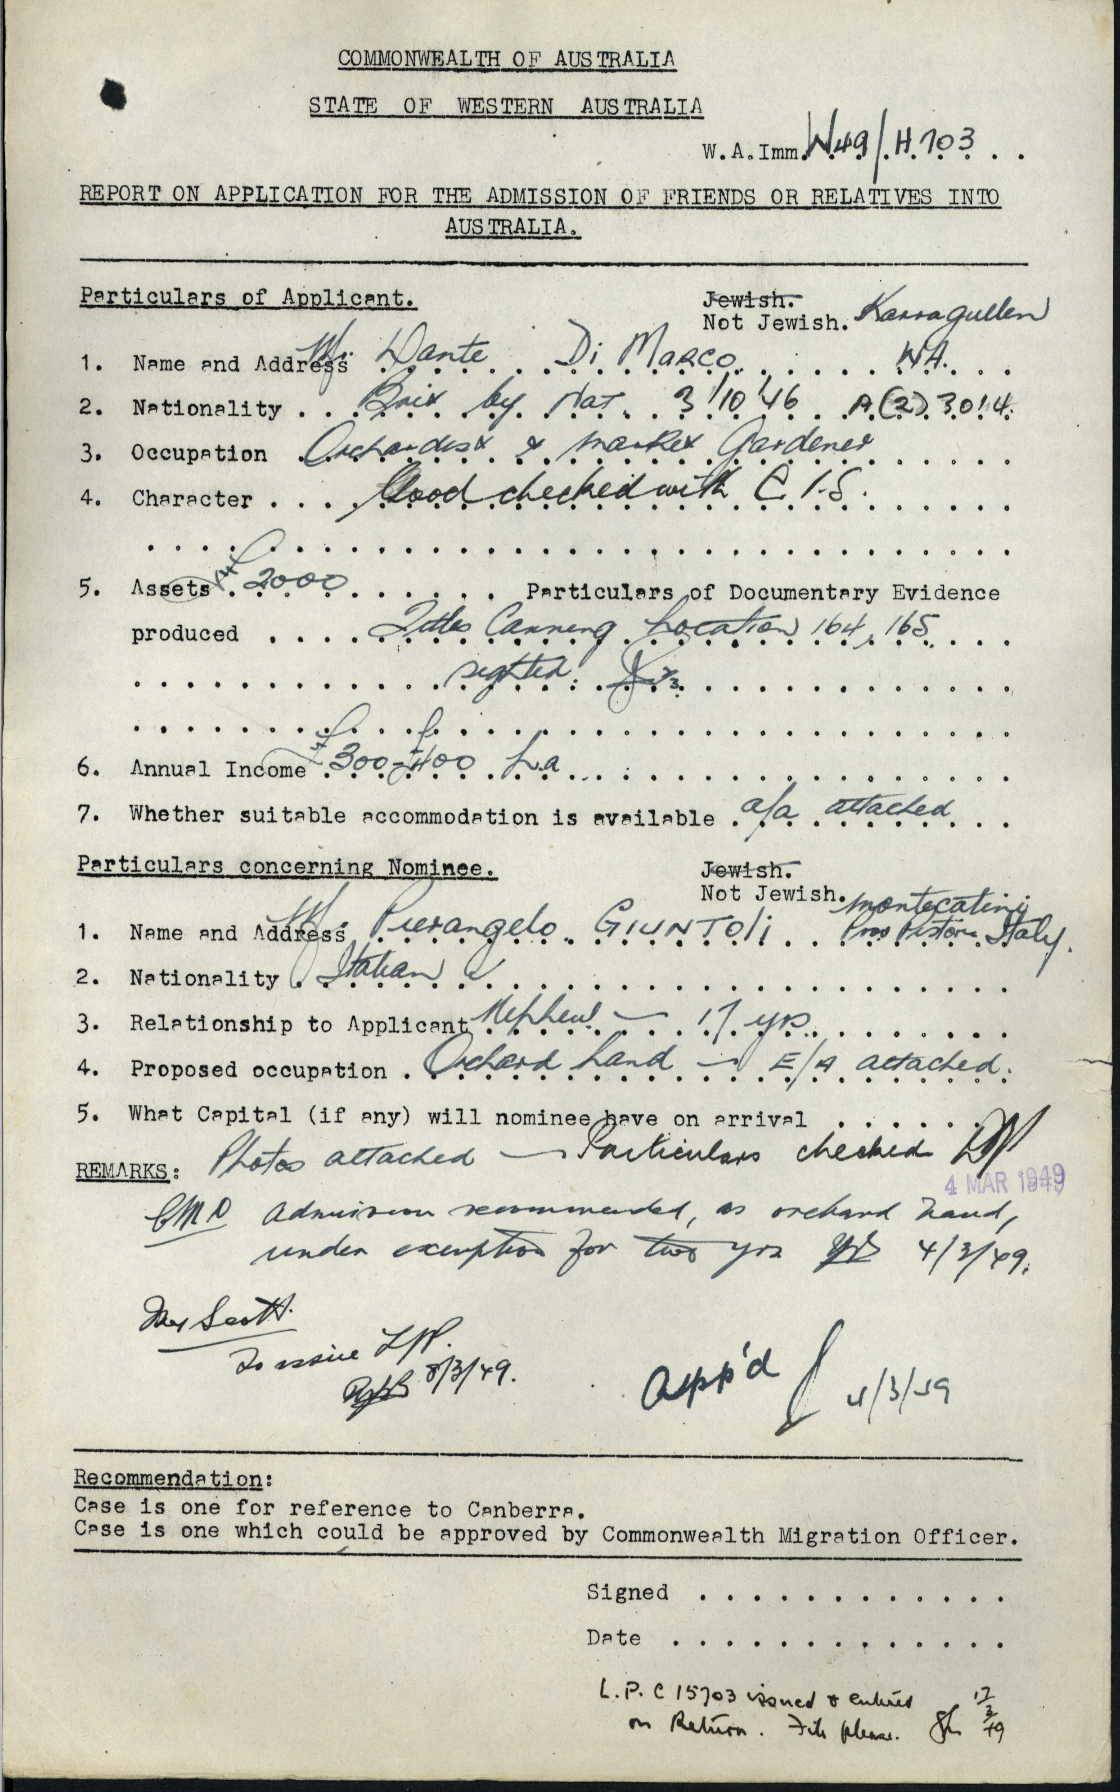 COMMONWEALTH OF AUSTRALIA
STATE OF WESTERN AUSTRALIA
W.A.Imm. W49/H.703
REPORT ON APPLICATION FOR THE ADMISSION OF FRIENDS OR RELATIVES INTO
AUSTRALIA.
Particulars of Applicant. Jewish.
Not Jewish. Karragullen
1. Name and Address Mr. Dante Di Marco W.A.
2. Nationality Brit by Nat. 3/10/46 A(2)3014.
3. Occupation Orchardist & Market Gardener
4. Character Good checked with C.I.S.
5. Assets £2000 Particulars of Documentary Evidence
produced Titles Canning Location 164, 165
sighted.
6. Annual Income £300-£400 p.a.
7. Whether suitable accommodation is available a/a attached
Particulars concerning Nominee. Jewish.
Not Jewish. Montecatini
1. Name and Address Mr. Pierangelo GIUNTOli Prov Pistoia Italy.
2. Nationality Italian
3. Relationship to Applicant Nephew — 17 yrs.
4. Proposed occupation Orchard hand — E/A attached.
5. What Capital (if any) will nominee have on arrival
REMARKS: Photos attached — Particulars checked
4 MAR 1949
CMO Admission recommended, as orchard hand,
under exemption for two yrs 4/3/49.
Mr Scott.
To issue LP.
8/3/49.
App'd 4/3/49
Recommendation:
Case is one for reference to Canberra.
Case is one which could be approved by Commonwealth Migration Officer.
Signed
Date
L.P. C 15703 issued & entered 17
on Return. File please. 3
49